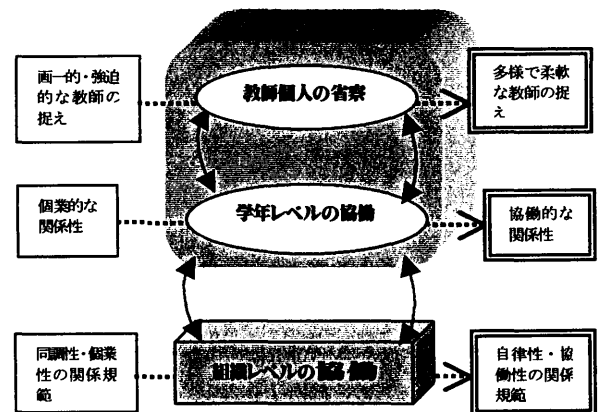 画一的・強迫
的な教師の
捉え
教師個人の省察
多様で柔軟
な教師の捉
え
個業的な
関係性
学年レベルの協働
協働的な
関係性
同調性・個業
性の関係規
範
組織レベルの協働
自律性・協
働性の関係
規範